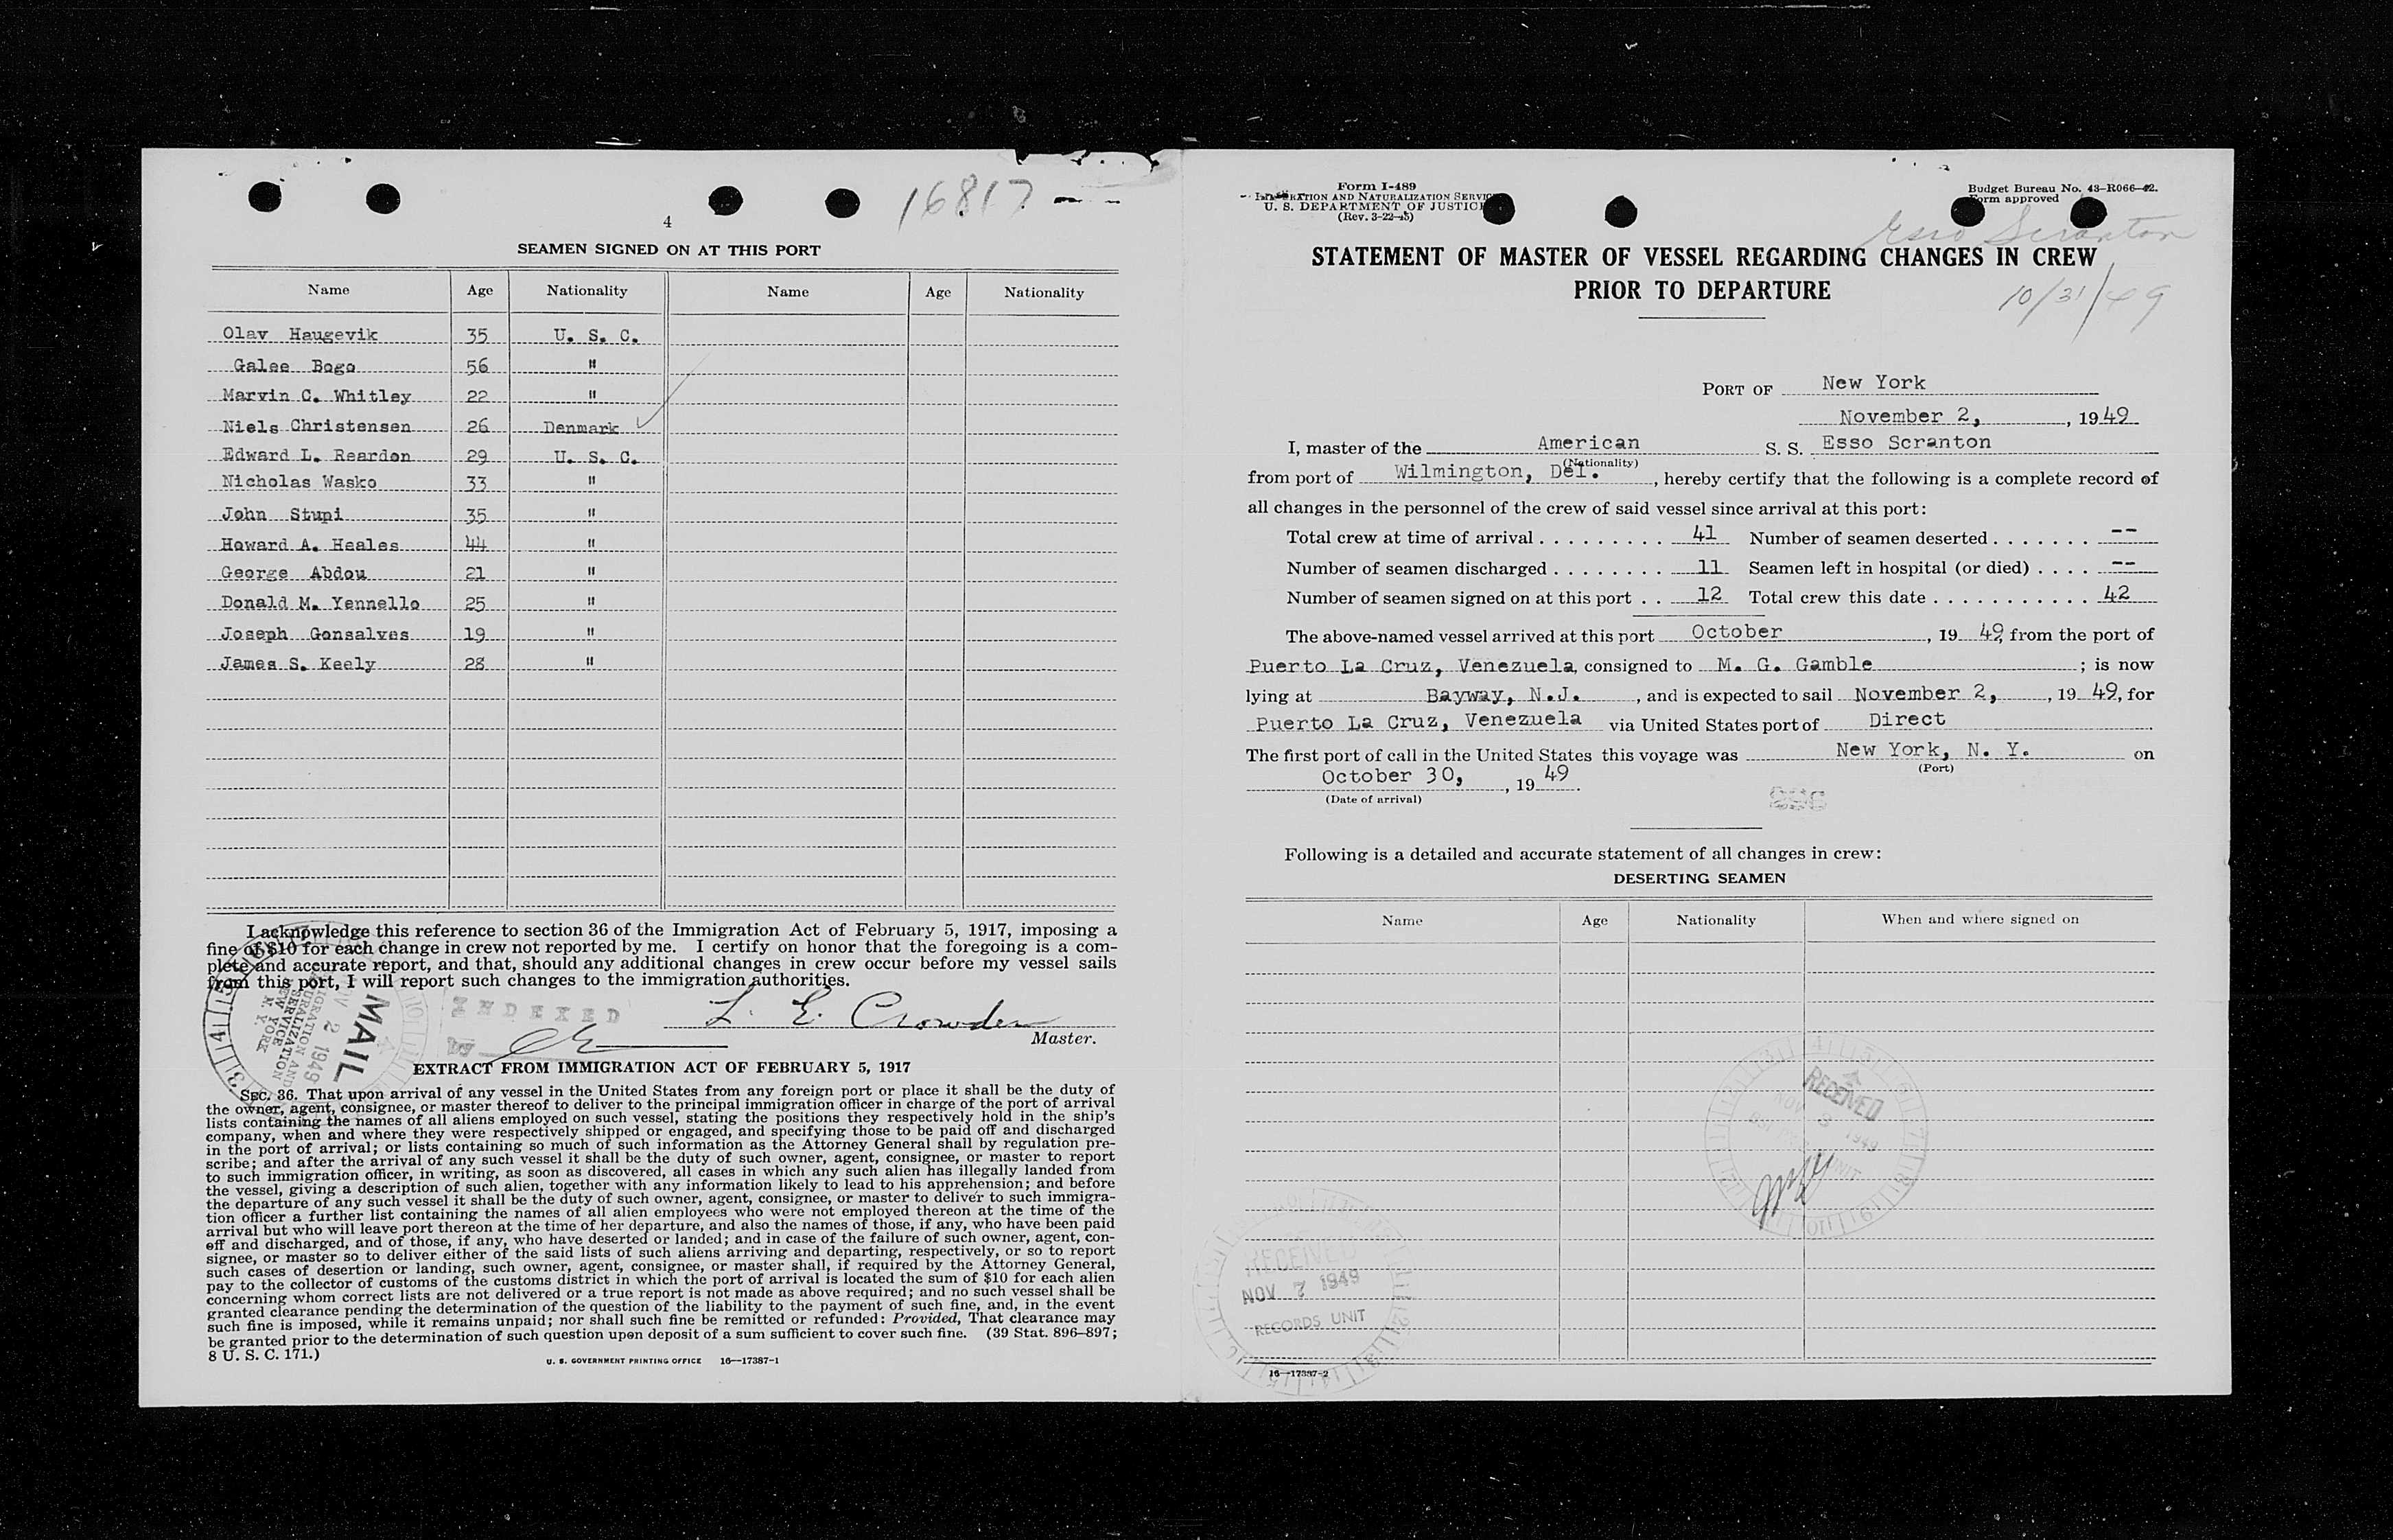 16817
4
SEAMEN SIGNED ON AT THIS PORT
Name Age Nationality Name Age Nationality
Olav Haugevik 35 U. S. C.
Galee Bogo 56 "
Marvin C. Whitley 22 "
Niels Christensen 26 Denmark ✓
Edward L. Reardon 29 U. S. C.
Nicholas Wasko 33 "
John Stupi 35 "
Howard A. Heales 44 "
George Abdou 21 "
Donald M. Yennello 25 "
Joseph Gonsalves 19 "
James S. Keely 28 "
I acknowledge this reference to section 36 of the Immigration Act of February 5, 1917, imposing a
fine of $10 for each change in crew not reported by me. I certify on honor that the foregoing is a com-
plete and accurate report, and that, should any additional changes in crew occur before my vessel sails
from this port, I will report such changes to the immigration authorities.
MAIL
NOV 2 1949
IMMIGRATION AND
NATURALIZATION
SERVICE
NEW YORK
N. Y.
INDEXED
by
L. E. Crowder
Master.
EXTRACT FROM IMMIGRATION ACT OF FEBRUARY 5, 1917
SEC. 36. That upon arrival of any vessel in the United States from any foreign port or place it shall be the duty of
the owner, agent, consignee, or master thereof to deliver to the principal immigration officer in charge of the port of arrival
lists containing the names of all aliens employed on such vessel, stating the positions they respectively hold in the ship's
company, when and where they were respectively shipped or engaged, and specifying those to be paid off and discharged
in the port of arrival; or lists containing so much of such information as the Attorney General shall by regulation pre-
scribe; and after the arrival of any such vessel it shall be the duty of such owner, agent, consignee, or master to report
to such immigration officer, in writing, as soon as discovered, all cases in which any such alien has illegally landed from
the vessel, giving a description of such alien, together with any information likely to lead to his apprehension; and before
the departure of any such vessel it shall be the duty of such owner, agent, consignee, or master to deliver to such immigra-
tion officer a further list containing the names of all alien employees who were not employed thereon at the time of the
arrival but who will leave port thereon at the time of her departure, and also the names of those, if any, who have been paid
off and discharged, and of those, if any, who have deserted or landed; and in case of the failure of such owner, agent, con-
signee, or master so to deliver either of the said lists of such aliens arriving and departing, respectively, or so to report
such cases of desertion or landing, such owner, agent, consignee, or master shall, if required by the Attorney General,
pay to the collector of customs of the customs district in which the port of arrival is located the sum of $10 for each alien
concerning whom correct lists are not delivered or a true report is not made as above required; and no such vessel shall be
granted clearance pending the determination of the question of the liability to the payment of such fine, and, in the event
such fine is imposed, while it remains unpaid; nor shall such fine be remitted or refunded: Provided, That clearance may
be granted prior to the determination of such question upon deposit of a sum sufficient to cover such fine. (39 Stat. 896–897;
8 U. S. C. 171.)
U. S. GOVERNMENT PRINTING OFFICE 16—17387-1
Form I-489
IMMIGRATION AND NATURALIZATION SERVICE
U. S. DEPARTMENT OF JUSTICE
(Rev. 3-22-45)
Budget Bureau No. 43-R066-42.
Form approved
Esso Scranton
STATEMENT OF MASTER OF VESSEL REGARDING CHANGES IN CREW
PRIOR TO DEPARTURE
10/31/49
PORT OF New York
November 2, , 1949
I, master of the American S. S. Esso Scranton
(Nationality)
from port of Wilmington, Del. , hereby certify that the following is a complete record of
all changes in the personnel of the crew of said vessel since arrival at this port:
Total crew at time of arrival . . . . . . . . . 41 Number of seamen deserted . . . . . . . --
Number of seamen discharged . . . . . . . . 11 Seamen left in hospital (or died) . . . . --
Number of seamen signed on at this port . . 12 Total crew this date . . . . . . . . . . . . 42
The above-named vessel arrived at this port October , 19 49, from the port of
Puerto La Cruz, Venezuela, consigned to M. G. Gamble ; is now
lying at Bayway, N.J. , and is expected to sail November 2, , 19 49, for
Puerto La Cruz, Venezuela via United States port of Direct
The first port of call in the United States this voyage was New York, N. Y. on
(Port)
October 30, , 19 49.
(Date of arrival)
Following is a detailed and accurate statement of all changes in crew:
DESERTING SEAMEN
Name Age Nationality When and where signed on
RECEIVED
NOV 3 1949
UNIT
RECEIVED
NOV 7 1949
RECORDS UNIT
16—17387-2